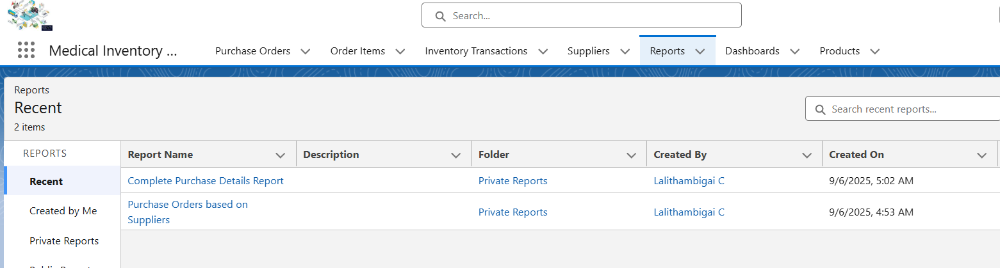 Search...
Medical Inventory ...
Purchase Orders
Order Items
Inventory Transactions
Suppliers
Reports
Dashboards
Products
Reports
Recent
2 items
Search recent reports...
REPORTS
Recent
Created by Me
Private Reports
Report Name
Description
Folder
Created By
Created On
Complete Purchase Details Report
Private Reports
Lalithambigai C
9/6/2025, 5:02 AM
Purchase Orders based on
Suppliers
Private Reports
Lalithambigai C
9/6/2025, 4:53 AM